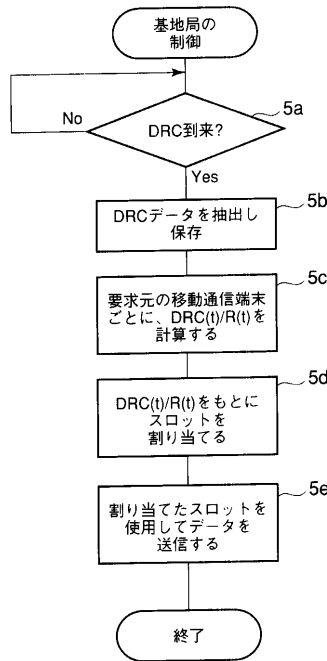 基地局の
制御
5a
No
DRC到来?
Yes
5b
DRCデータを抽出し
保存
5c
要求元の移動通信端末
ごとに、DRC(t)/R(t)を
計算する
5d
DRC(t)/R(t)をもとに
スロットを
割り当てる
5e
割り当てたスロットを
使用してデータを
送信する
終了